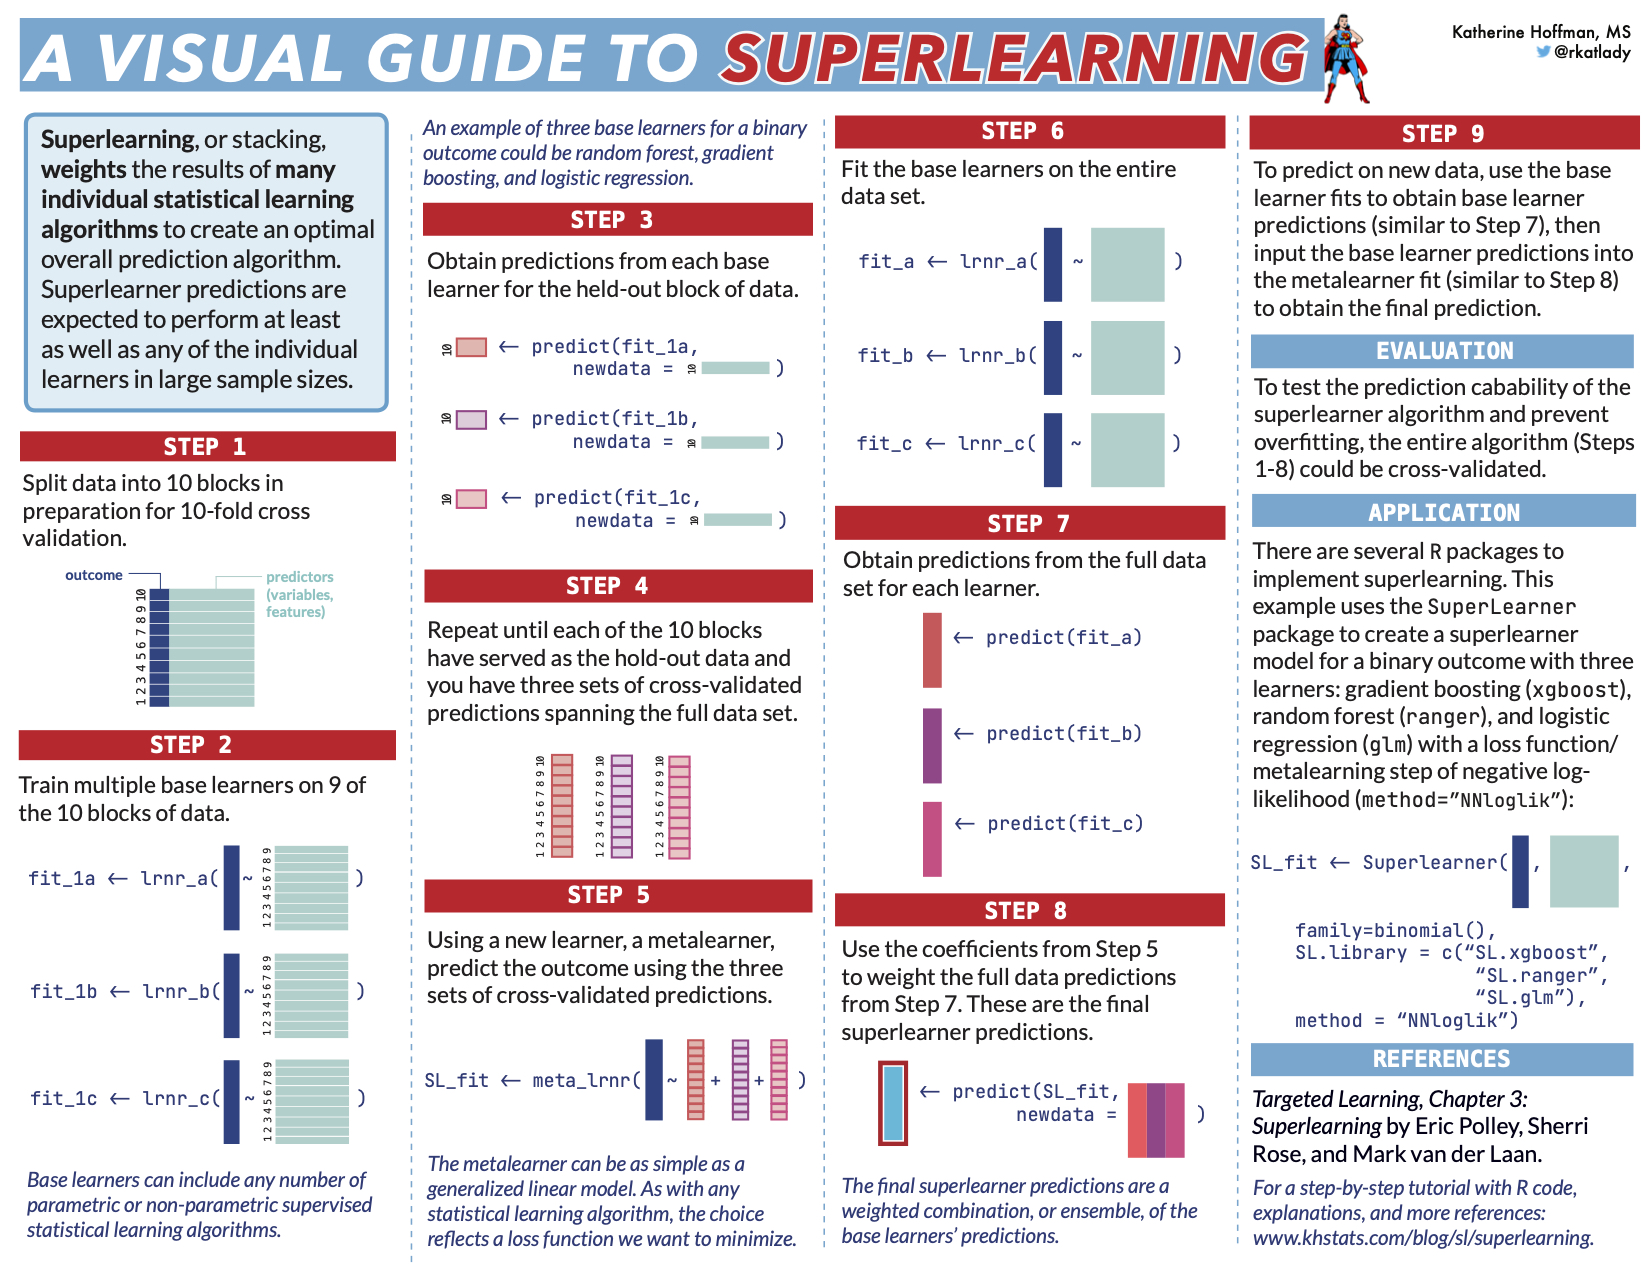 A VISUAL GUIDE TO SUPERLEARNING
Katherine Hoffman, MS
@rkatlady
Superlearning, or stacking,
weights the results of many
individual statistical learning
algorithms to create an optimal
overall prediction algorithm.
Superlearner predictions are
expected to perform at least
as well as any of the individual
learners in large sample sizes.
STEP 1
Split data into 10 blocks in
preparation for 10-fold cross
validation.
outcome
predictors
(variables,
features)
1 2 3 4 5 6 7 8 9 10
STEP 2
Train multiple base learners on 9 of
the 10 blocks of data.
fit_1a ← lrnr_a( ~ 1 2 3 4 5 6 7 8 9 )
fit_1b ← lrnr_b( ~ 1 2 3 4 5 6 7 8 9 )
fit_1c ← lrnr_c( ~ 1 2 3 4 5 6 7 8 9 )
Base learners can include any number of
parametric or non-parametric supervised
statistical learning algorithms.
An example of three base learners for a binary
outcome could be random forest, gradient
boosting, and logistic regression.
STEP 3
Obtain predictions from each base
learner for the held-out block of data.
10 ← predict(fit_1a,
newdata = 10 )
10 ← predict(fit_1b,
newdata = 10 )
10 ← predict(fit_1c,
newdata = 10 )
STEP 4
Repeat until each of the 10 blocks
have served as the hold-out data and
you have three sets of cross-validated
predictions spanning the full data set.
1 2 3 4 5 6 7 8 9 10
1 2 3 4 5 6 7 8 9 10
1 2 3 4 5 6 7 8 9 10
STEP 5
Using a new learner, a metalearner,
predict the outcome using the three
sets of cross-validated predictions.
SL_fit ← meta_lrnr( ~ + + )
The metalearner can be as simple as a
generalized linear model. As with any
statistical learning algorithm, the choice
reflects a loss function we want to minimize.
STEP 6
Fit the base learners on the entire
data set.
fit_a ← lrnr_a( ~ )
fit_b ← lrnr_b( ~ )
fit_c ← lrnr_c( ~ )
STEP 7
Obtain predictions from the full data
set for each learner.
← predict(fit_a)
← predict(fit_b)
← predict(fit_c)
STEP 8
Use the coefficients from Step 5
to weight the full data predictions
from Step 7. These are the final
superlearner predictions.
← predict(SL_fit,
newdata = )
The final superlearner predictions are a
weighted combination, or ensemble, of the
base learners' predictions.
STEP 9
To predict on new data, use the base
learner fits to obtain base learner
predictions (similar to Step 7), then
input the base learner predictions into
the metalearner fit (similar to Step 8)
to obtain the final prediction.
EVALUATION
To test the prediction cabability of the
superlearner algorithm and prevent
overfitting, the entire algorithm (Steps
1-8) could be cross-validated.
APPLICATION
There are several R packages to
implement superlearning. This
example uses the SuperLearner
package to create a superlearner
model for a binary outcome with three
learners: gradient boosting (xgboost),
random forest (ranger), and logistic
regression (glm) with a loss function/
metalearning step of negative log-
likelihood (method=”NNloglik”):
SL_fit ← Superlearner( , ,
family=binomial(),
SL.library = c(“SL.xgboost”,
“SL.ranger”,
“SL.glm”),
method = “NNloglik”)
REFERENCES
Targeted Learning, Chapter 3:
Superlearning by Eric Polley, Sherri
Rose, and Mark van der Laan.
For a step-by-step tutorial with R code,
explanations, and more references:
www.khstats.com/blog/sl/superlearning.